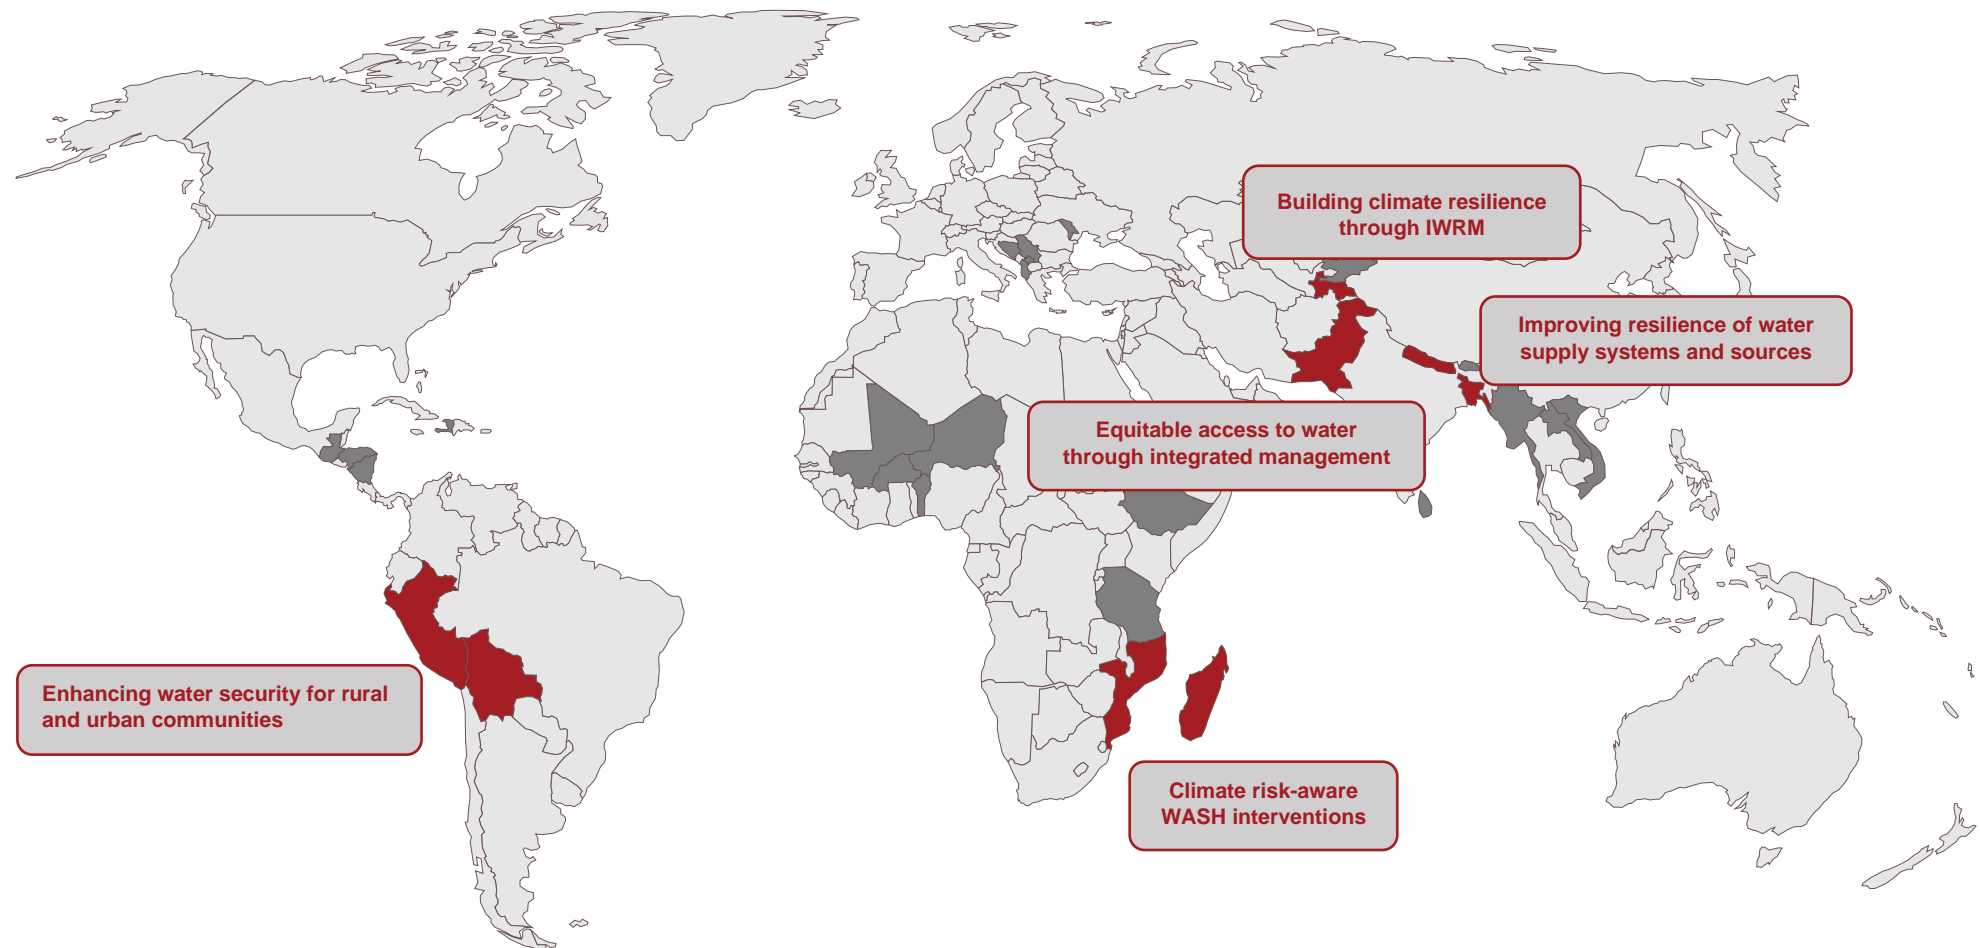 Building climate resilience
through IWRM
Improving resilience of water
supply systems and sources
Equitable access to water
through integrated management
Enhancing water security for rural
and urban communities
Climate risk-aware
WASH interventions